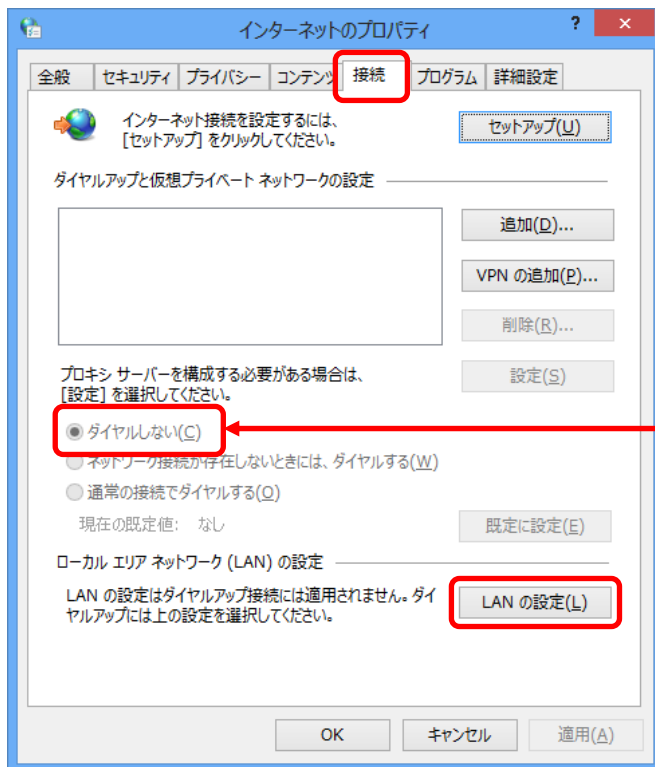 インターネットのプロパティ
?
×
全般 セキュリティ プライバシー コンテンツ 接続 プログラム 詳細設定
インターネット接続を設定するには、
[セットアップ] をクリックしてください。
セットアップ(U)
ダイヤルアップと仮想プライベート ネットワークの設定
追加(D)...
VPN の追加(P)...
削除(R)...
プロキシ サーバーを構成する必要がある場合は、
[設定] を選択してください。
設定(S)
ダイヤルしない(C)
ネットワーク接続が存在しないときには、ダイヤルする(W)
通常の接続でダイヤルする(O)
現在の既定値: なし
既定に設定(E)
ローカル エリア ネットワーク (LAN) の設定
LAN の設定はダイヤルアップ接続には適用されません。ダイ
ヤルアップには上の設定を選択してください。
LAN の設定(L)
OK キャンセル 適用(A)